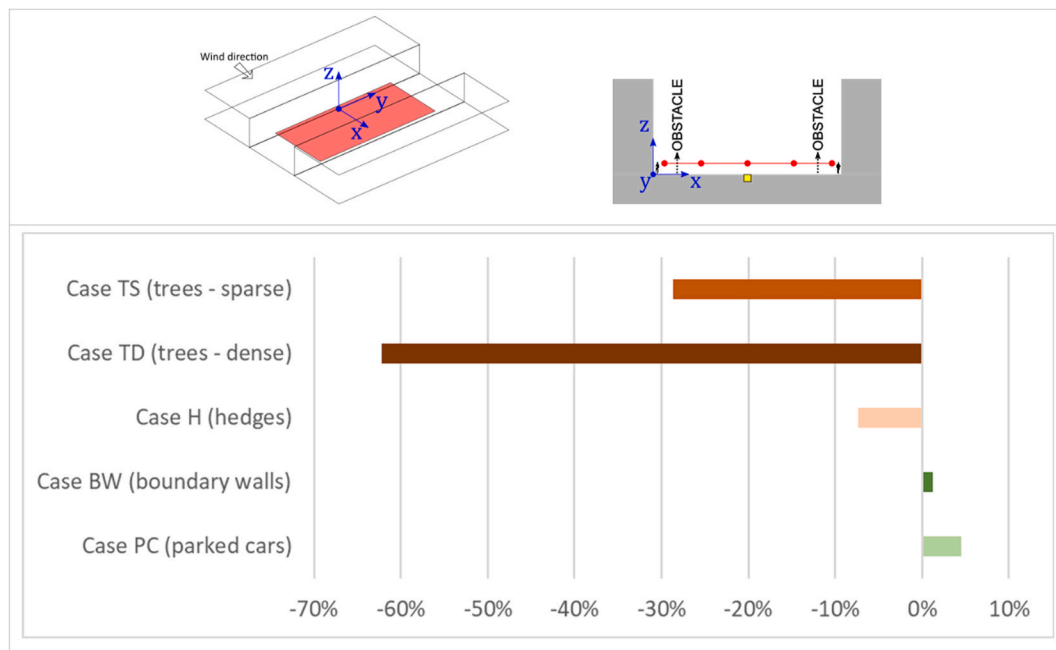 Wind direction
z
y
x
OBSTACLE
OBSTACLE
z
y
x
Case TS (trees - sparse)
Case TD (trees - dense)
Case H (hedges)
Case BW (boundary walls)
Case PC (parked cars)
-70% -60% -50% -40% -30% -20% -10% 0% 10%